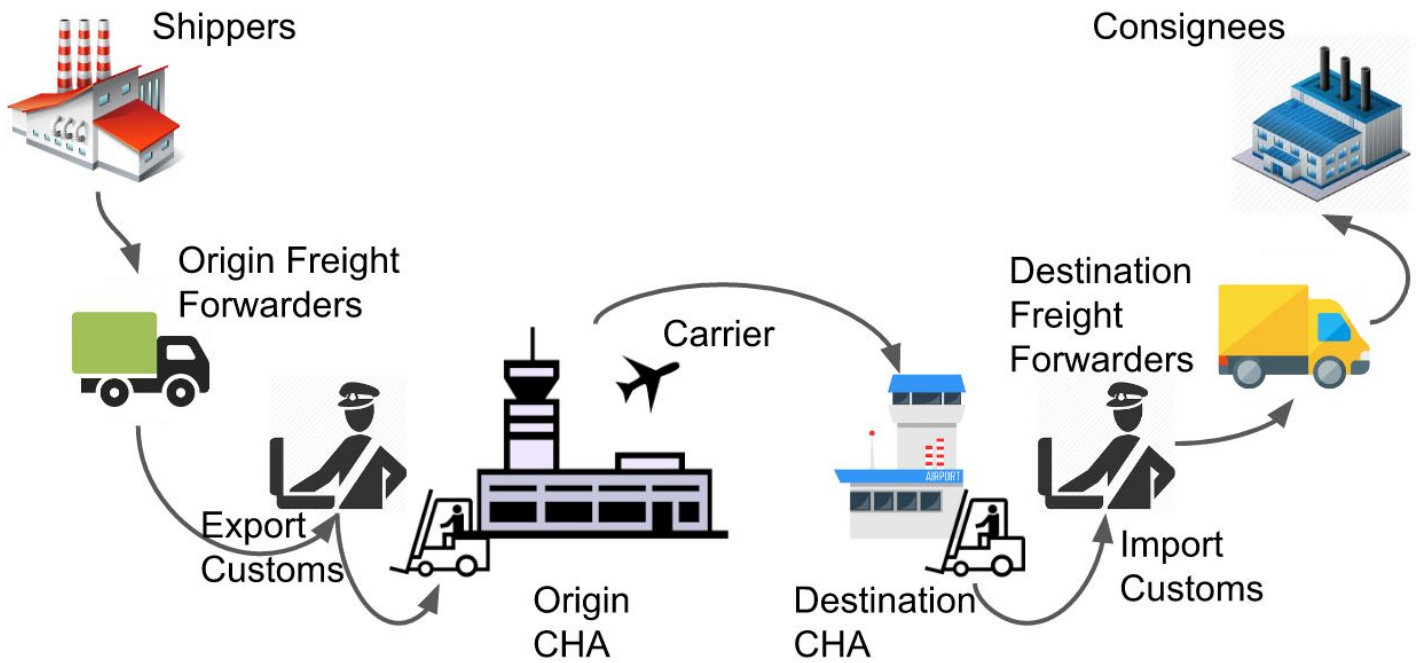 Shippers
Consignees
Origin Freight
Forwarders
Destination
Freight
Forwarders
Carrier
AIRPORT
Export
Customs
Import
Customs
Origin
CHA
Destination
CHA